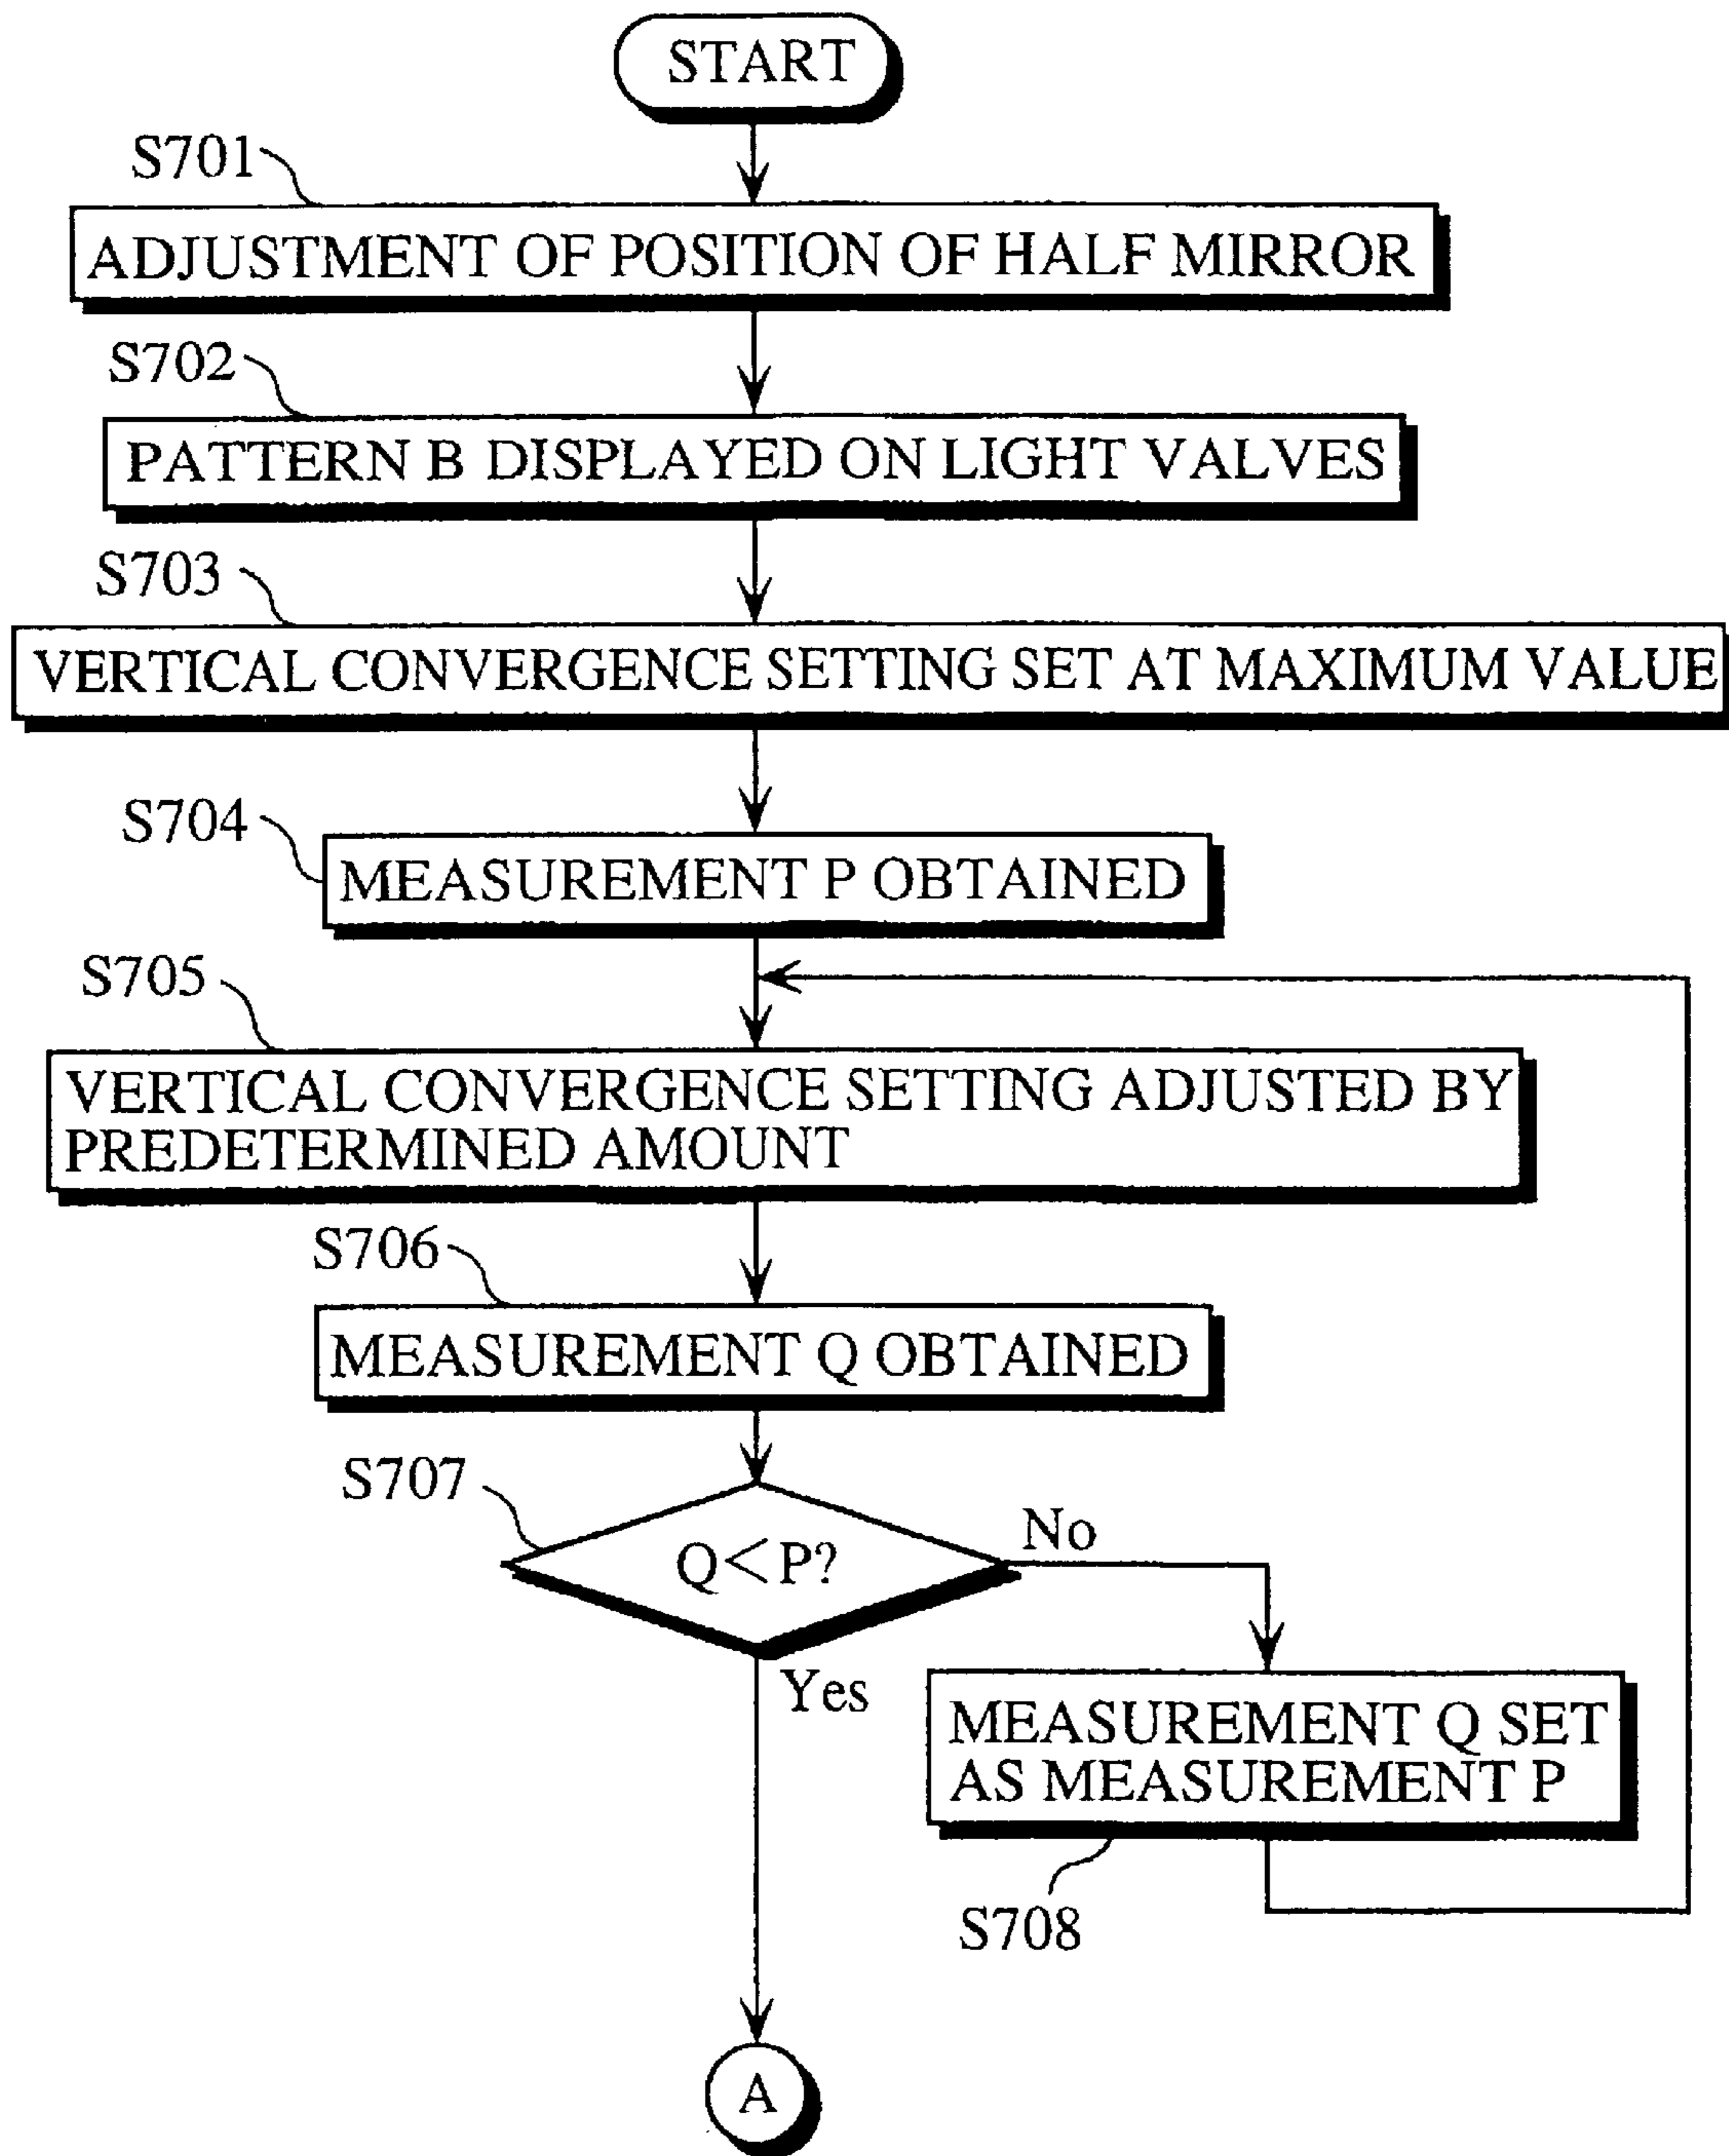 START
S701
ADJUSTMENT OF POSITION OF HALF MIRROR
S702
PATTERN B DISPLAYED ON LIGHT VALVES
S703
VERTICAL CONVERGENCE SETTING SET AT MAXIMUM VALUE
S704
MEASUREMENT P OBTAINED
S705
VERTICAL CONVERGENCE SETTING ADJUSTED BY
PREDETERMINED AMOUNT
S706
MEASUREMENT Q OBTAINED
S707
Q<P?
No
Yes
MEASUREMENT Q SET
AS MEASUREMENT P
S708
A